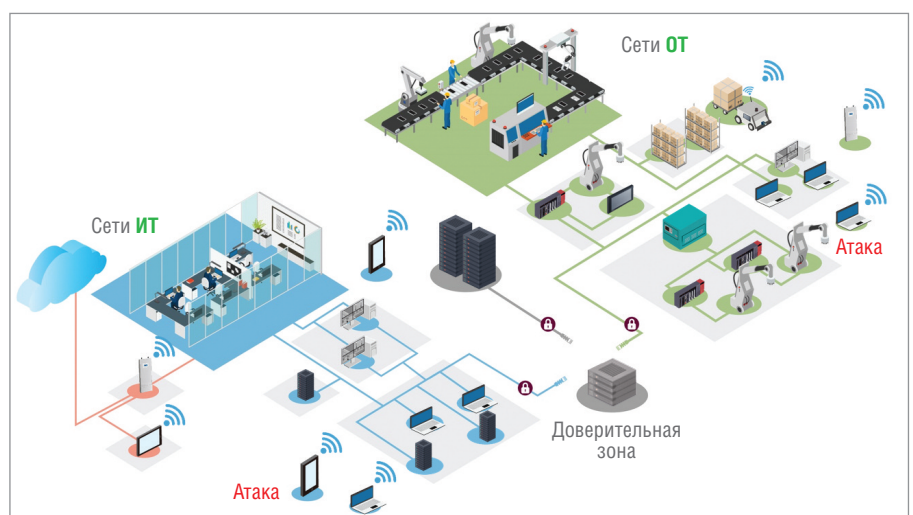 Сети ОТ
Сети ИТ
Атака
Доверительная
зона
Атака